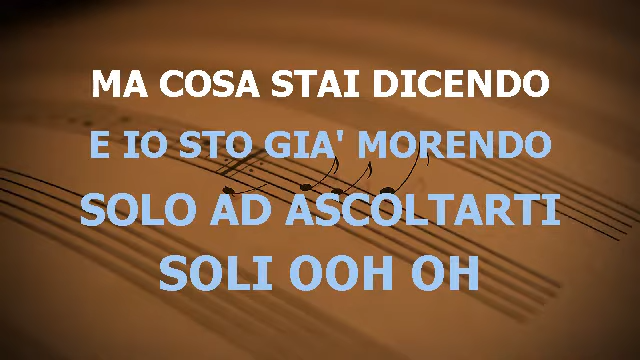 MA COSA STAI DICENDO
E IO STO GIA' MORENDO
SOLO AD ASCOLTARTI
SOLI OOH OH